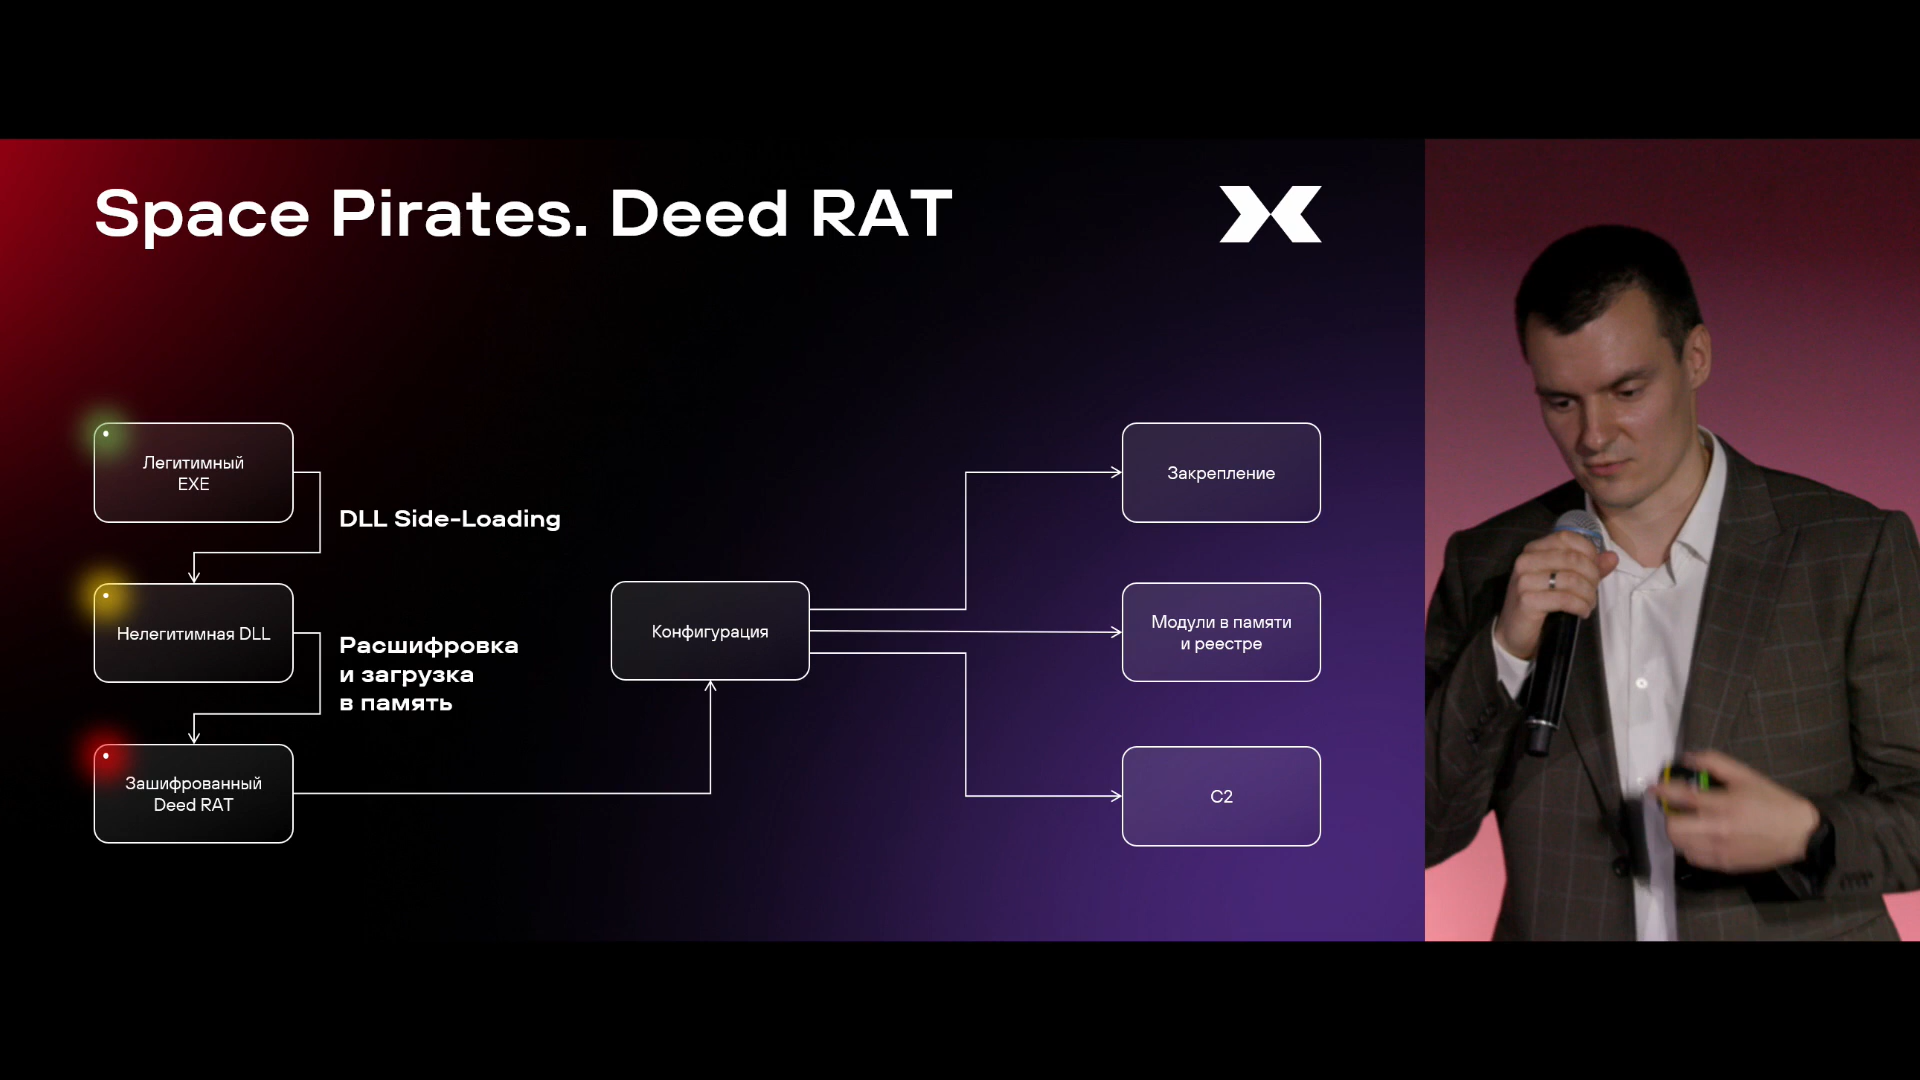 Space Pirates. Deed RAT
Легитимный
EXE
DLL Side-Loading
Нелегитимная DLL
Расшифровка
и загрузка
в память
Зашифрованный
Deed RAT
Конфигурация
Закрепление
Модули в памяти
и реестре
C2